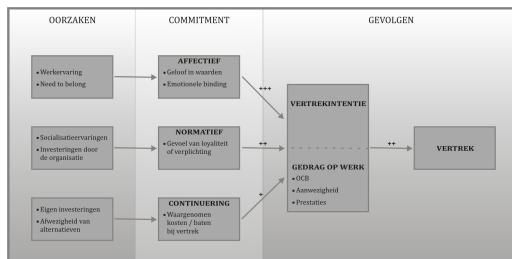 OORZAKEN
COMMITMENT
GEVOLGEN
• Werkervaring
• Need to belong
AFFECTIEF
• Geloof in waarden
• Emotionele binding
+++
• Socialisatieervaringen
• Investeringen door
de organisatie
NORMATIEF
• Gevoel van loyaliteit
of verplichting
++
• Eigen investeringen
• Afwezigheid van
alternatieven
CONTINUERING
• Waargenomen
kosten / baten
bij vertrek
+
VERTREKINTENTIE
GEDRAG OP WERK
• OCB
• Aanwezigheid
• Prestaties
++
VERTREK